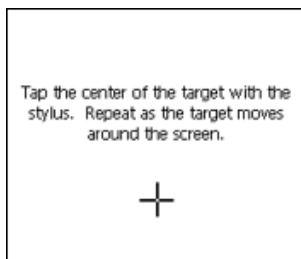 Tap the center of the target with the
stylus.  Repeat as the target moves
around the screen.